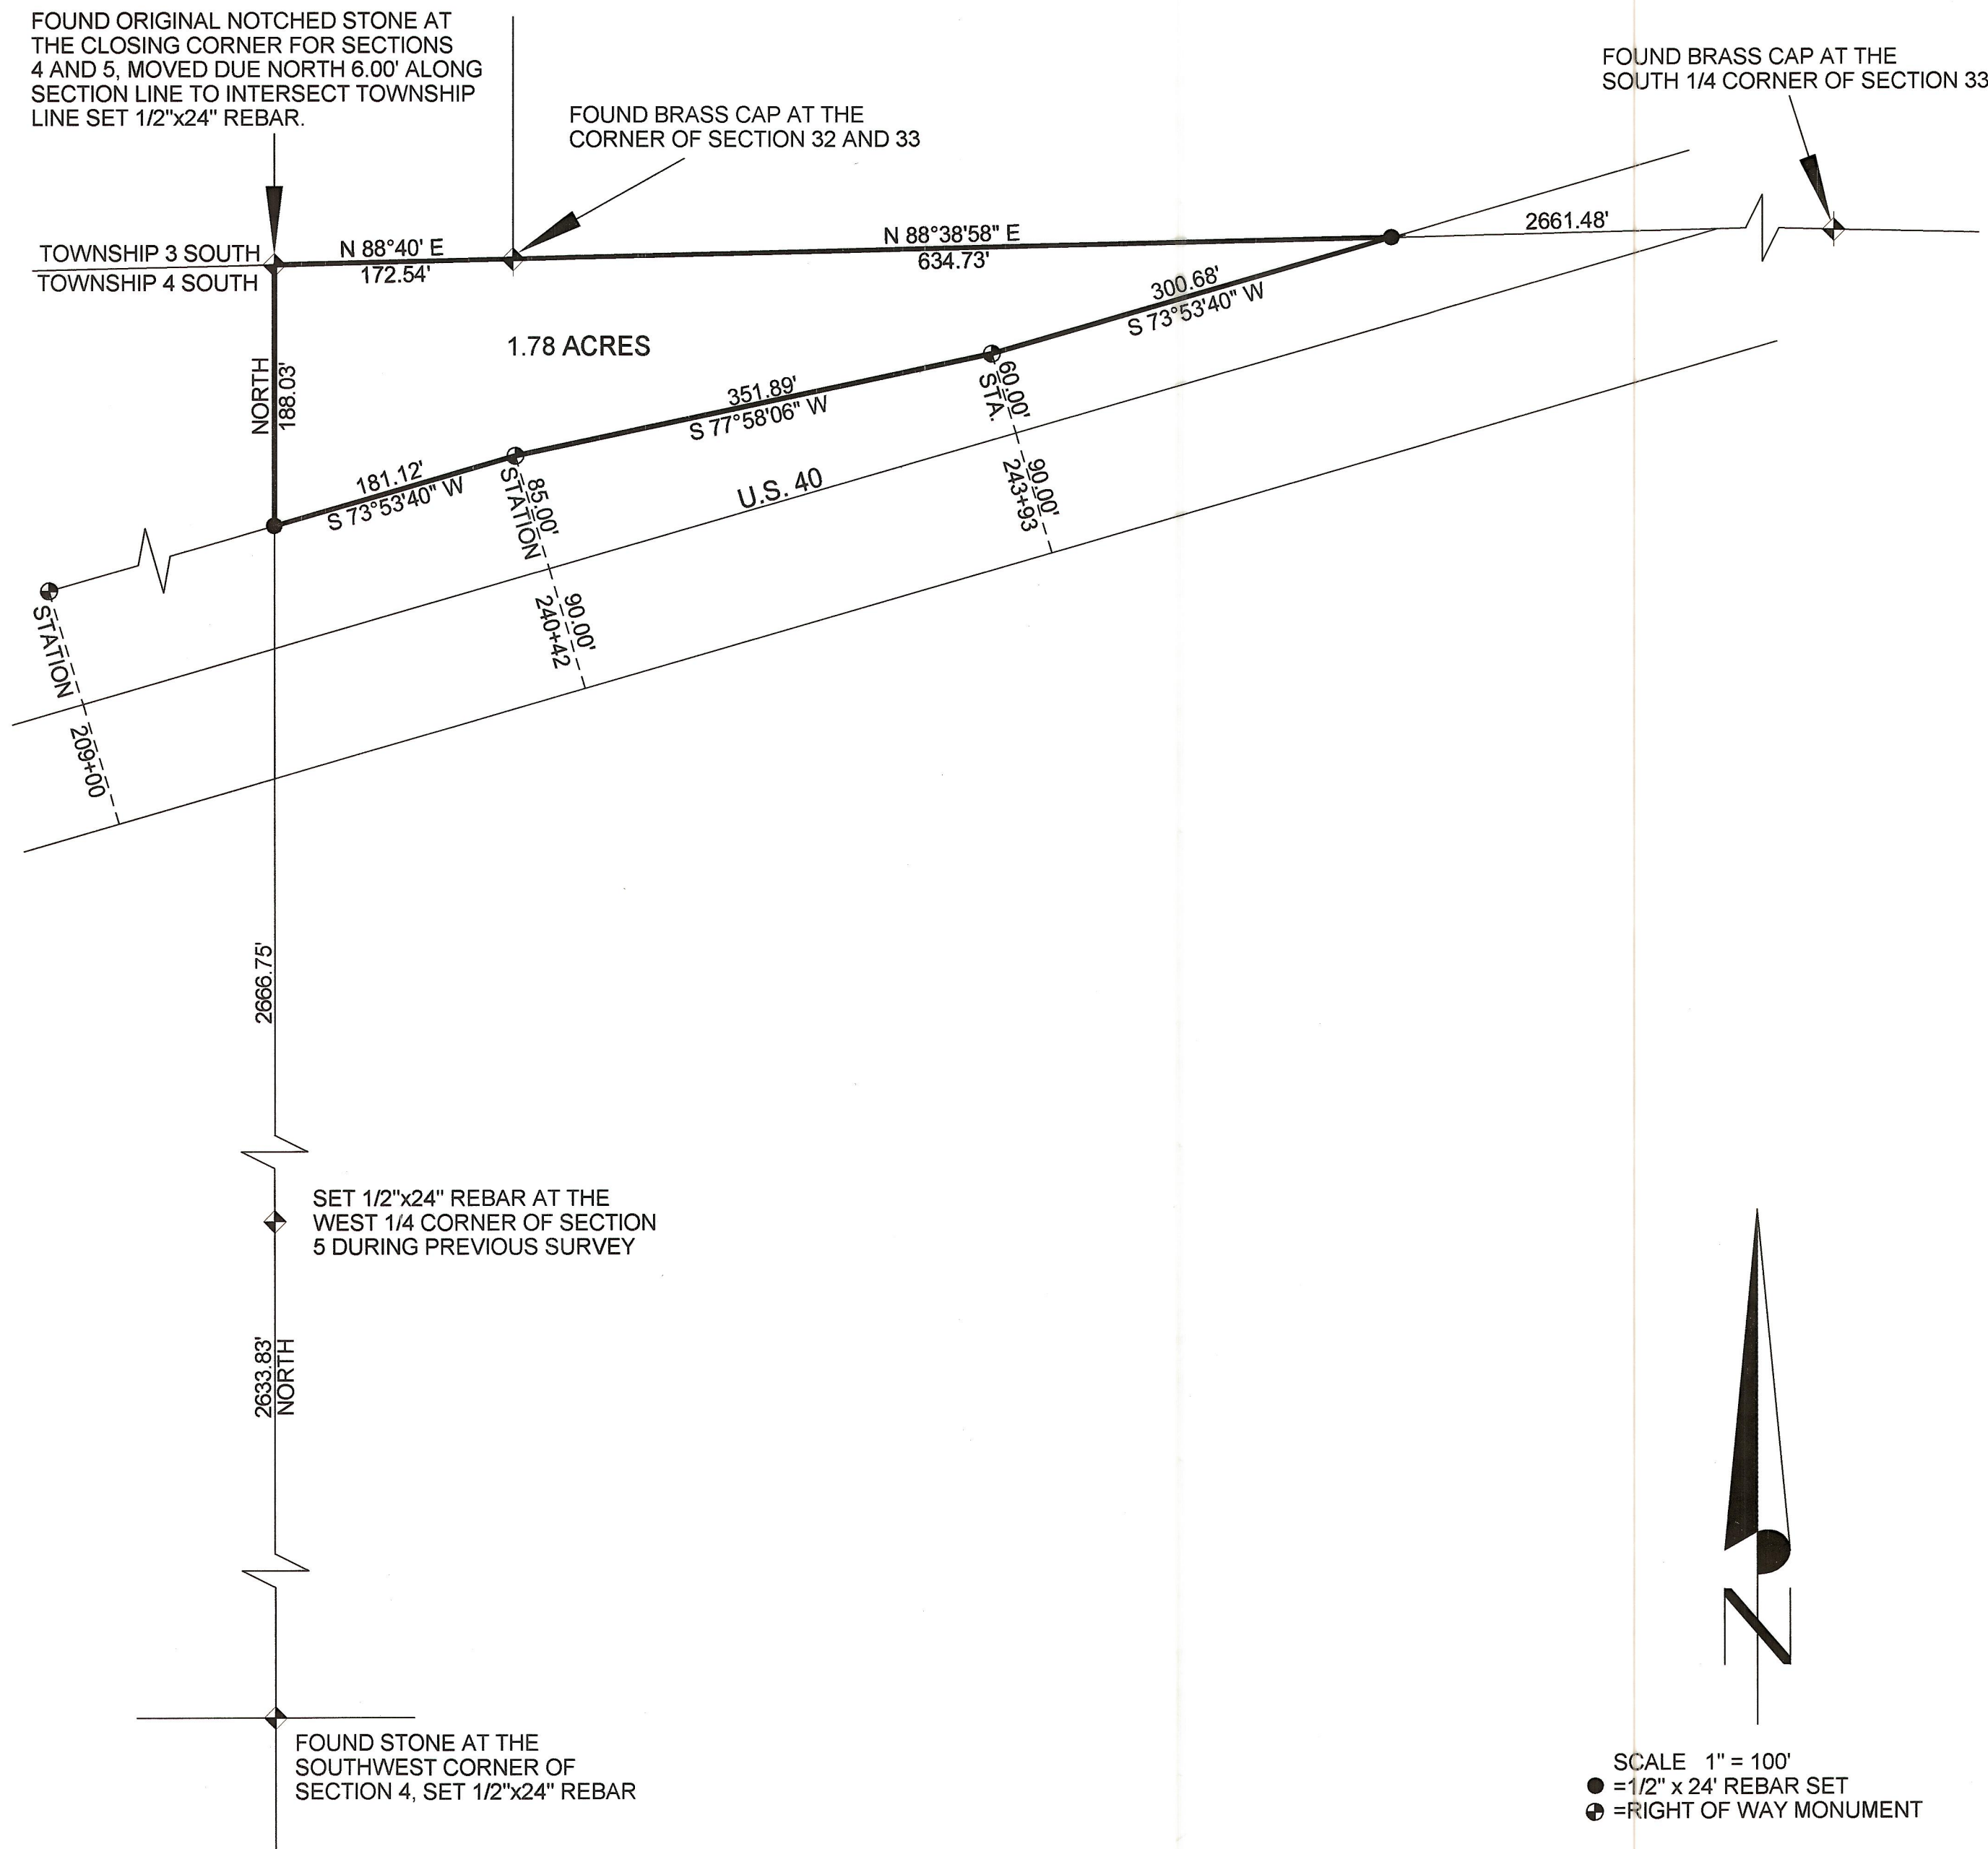 FOUND ORIGINAL NOTCHED STONE AT
THE CLOSING CORNER FOR SECTIONS
4 AND 5, MOVED DUE NORTH 6.00' ALONG
SECTION LINE TO INTERSECT TOWNSHIP
LINE SET 1/2"x24" REBAR.
FOUND BRASS CAP AT THE
CORNER OF SECTION 32 AND 33
FOUND BRASS CAP AT THE
SOUTH 1/4 CORNER OF SECTION 33
TOWNSHIP 3 SOUTH
TOWNSHIP 4 SOUTH
N 88°40' E
172.54'
N 88°38'58" E
634.73'
2661.48'
300.68'
S 73°53'40" W
1.78 ACRES
NORTH
188.03'
351.89'
S 77°58'06" W
181.12'
S 73°53'40" W
60.00'
STA.
90.00'
243+93
U.S. 40
85.00'
STATION
90.00'
240+42
STATION
209+00
2666.75'
SET 1/2"x24" REBAR AT THE
WEST 1/4 CORNER OF SECTION
5 DURING PREVIOUS SURVEY
2633.83'
NORTH
FOUND STONE AT THE
SOUTHWEST CORNER OF
SECTION 4, SET 1/2"x24" REBAR
N
SCALE 1" = 100'
=1/2" x 24' REBAR SET
=RIGHT OF WAY MONUMENT